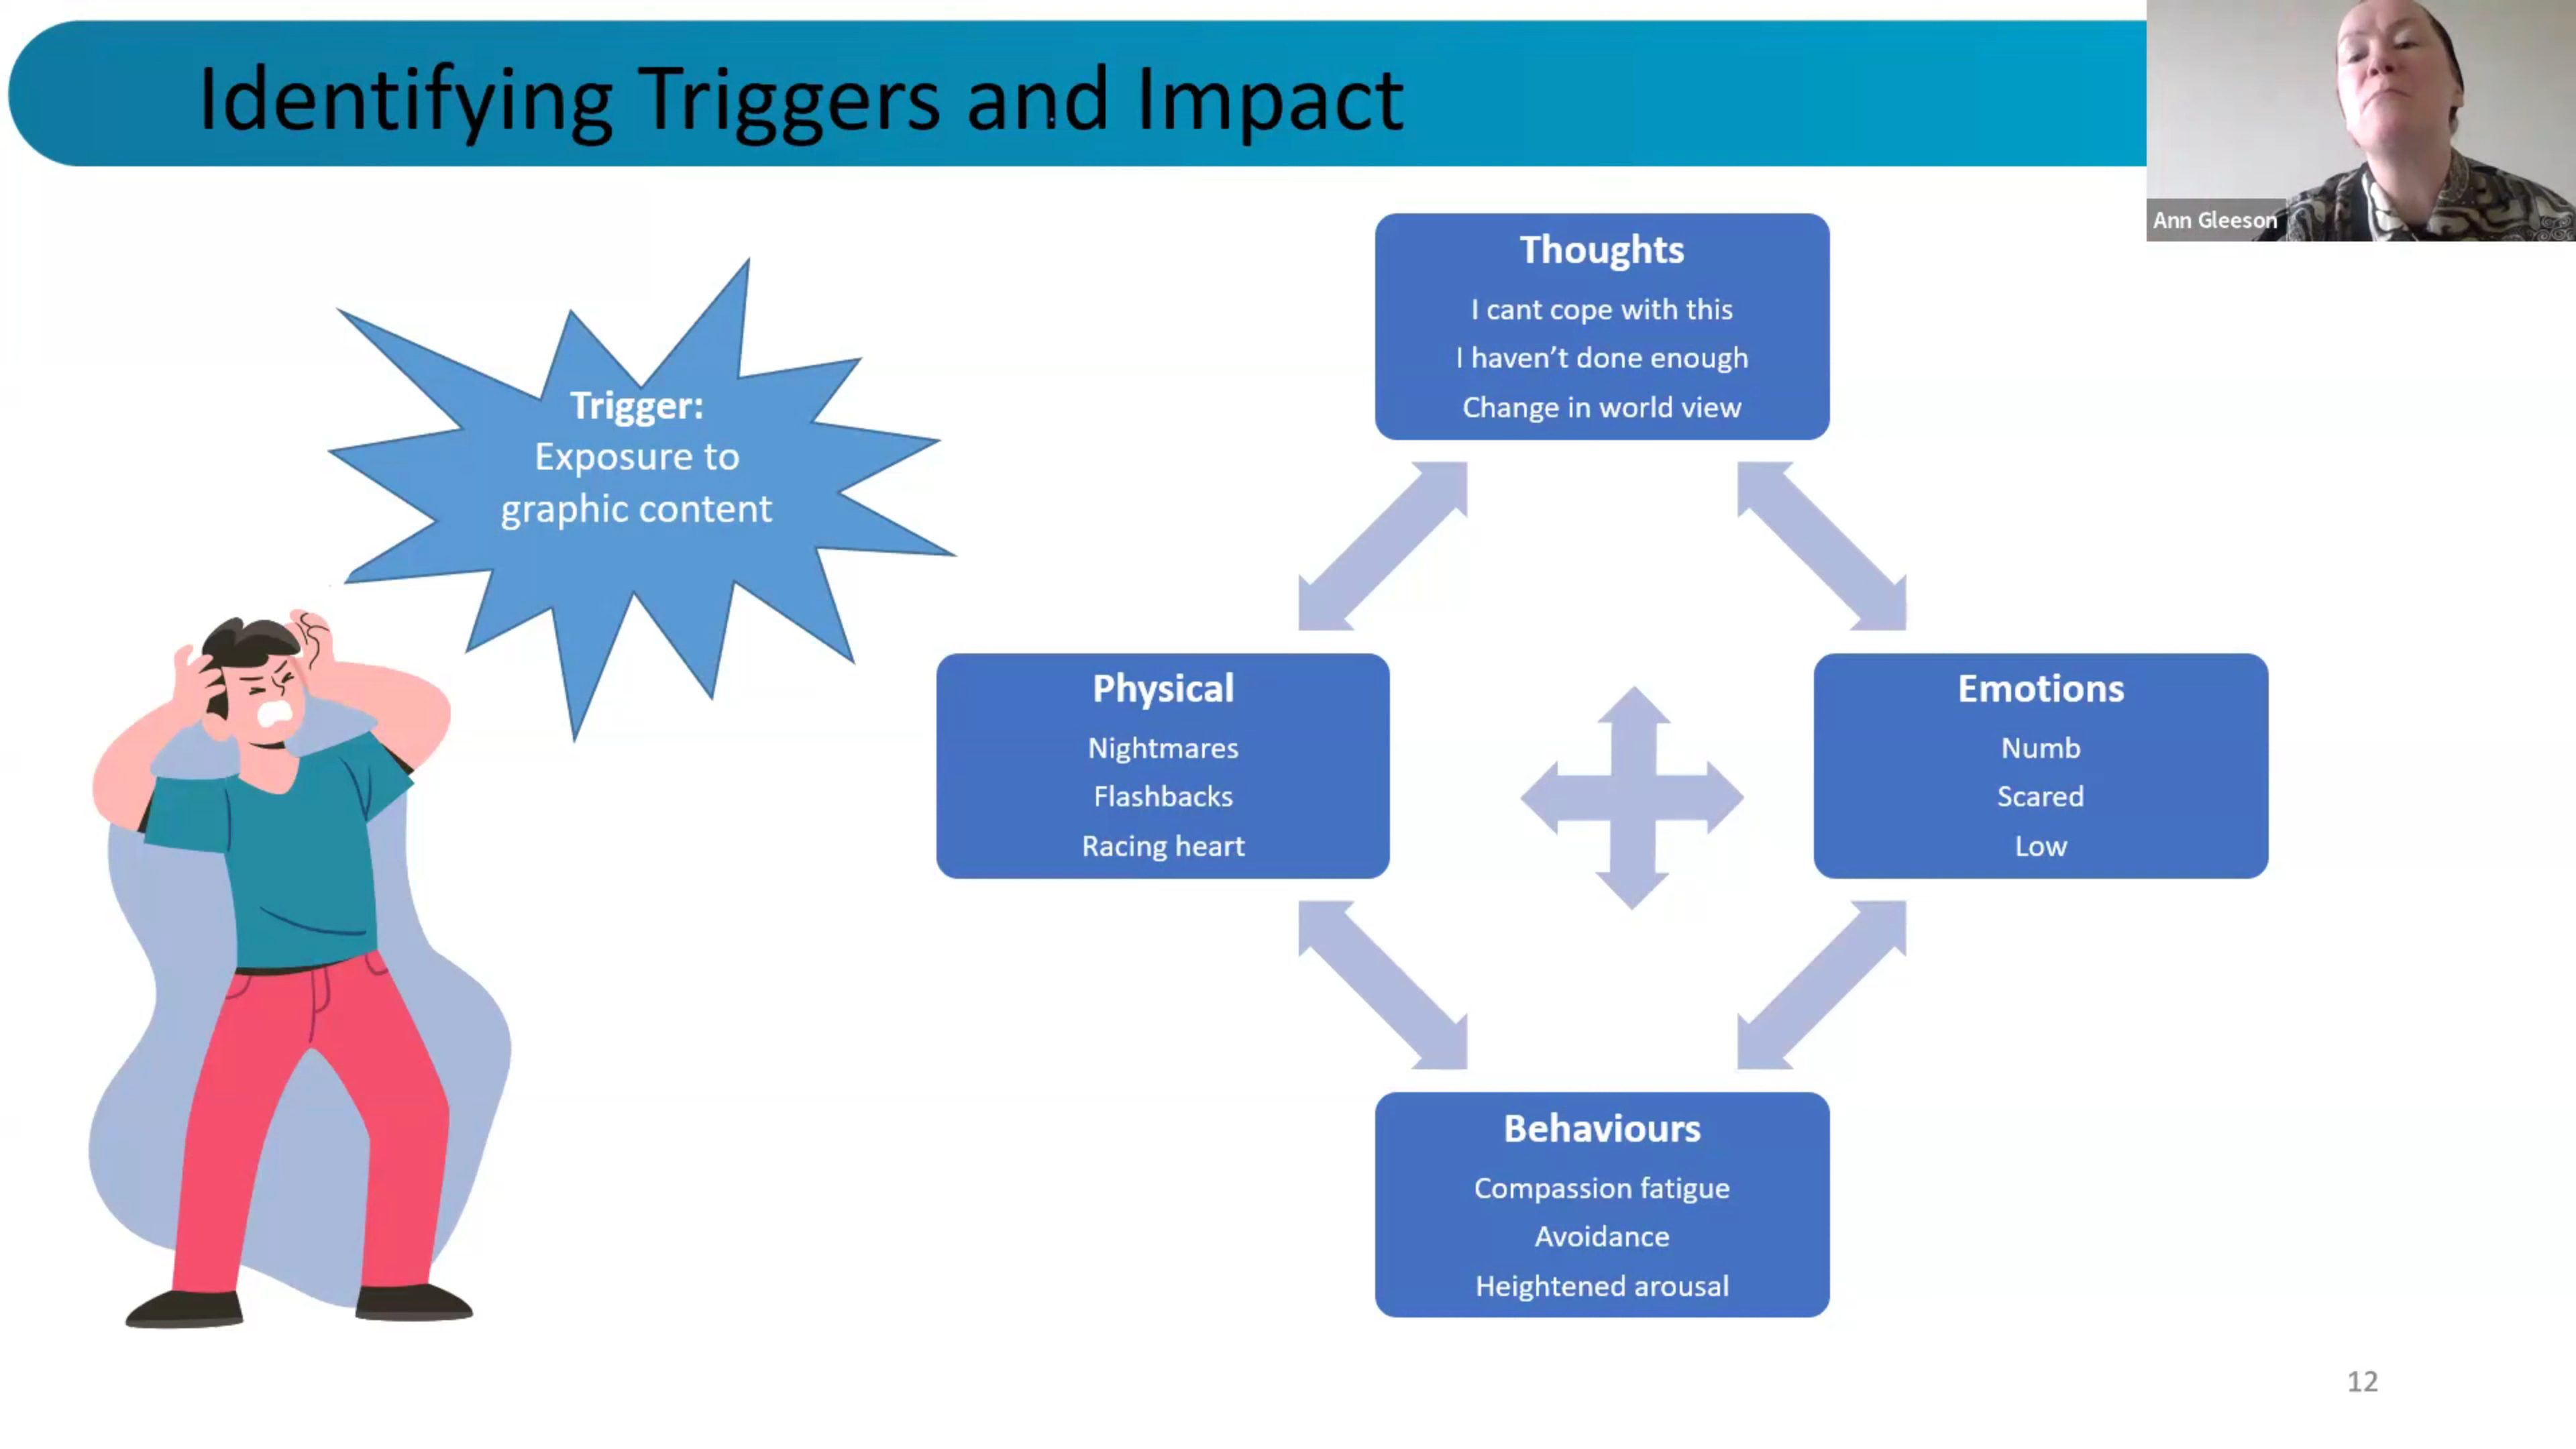 Identifying Triggers and Impact
Ann Gleeson
Trigger:
Exposure to
graphic content
Thoughts
I cant cope with this
I haven’t done enough
Change in world view
Physical
Nightmares
Flashbacks
Racing heart
Emotions
Numb
Scared
Low
Behaviours
Compassion fatigue
Avoidance
Heightened arousal
12